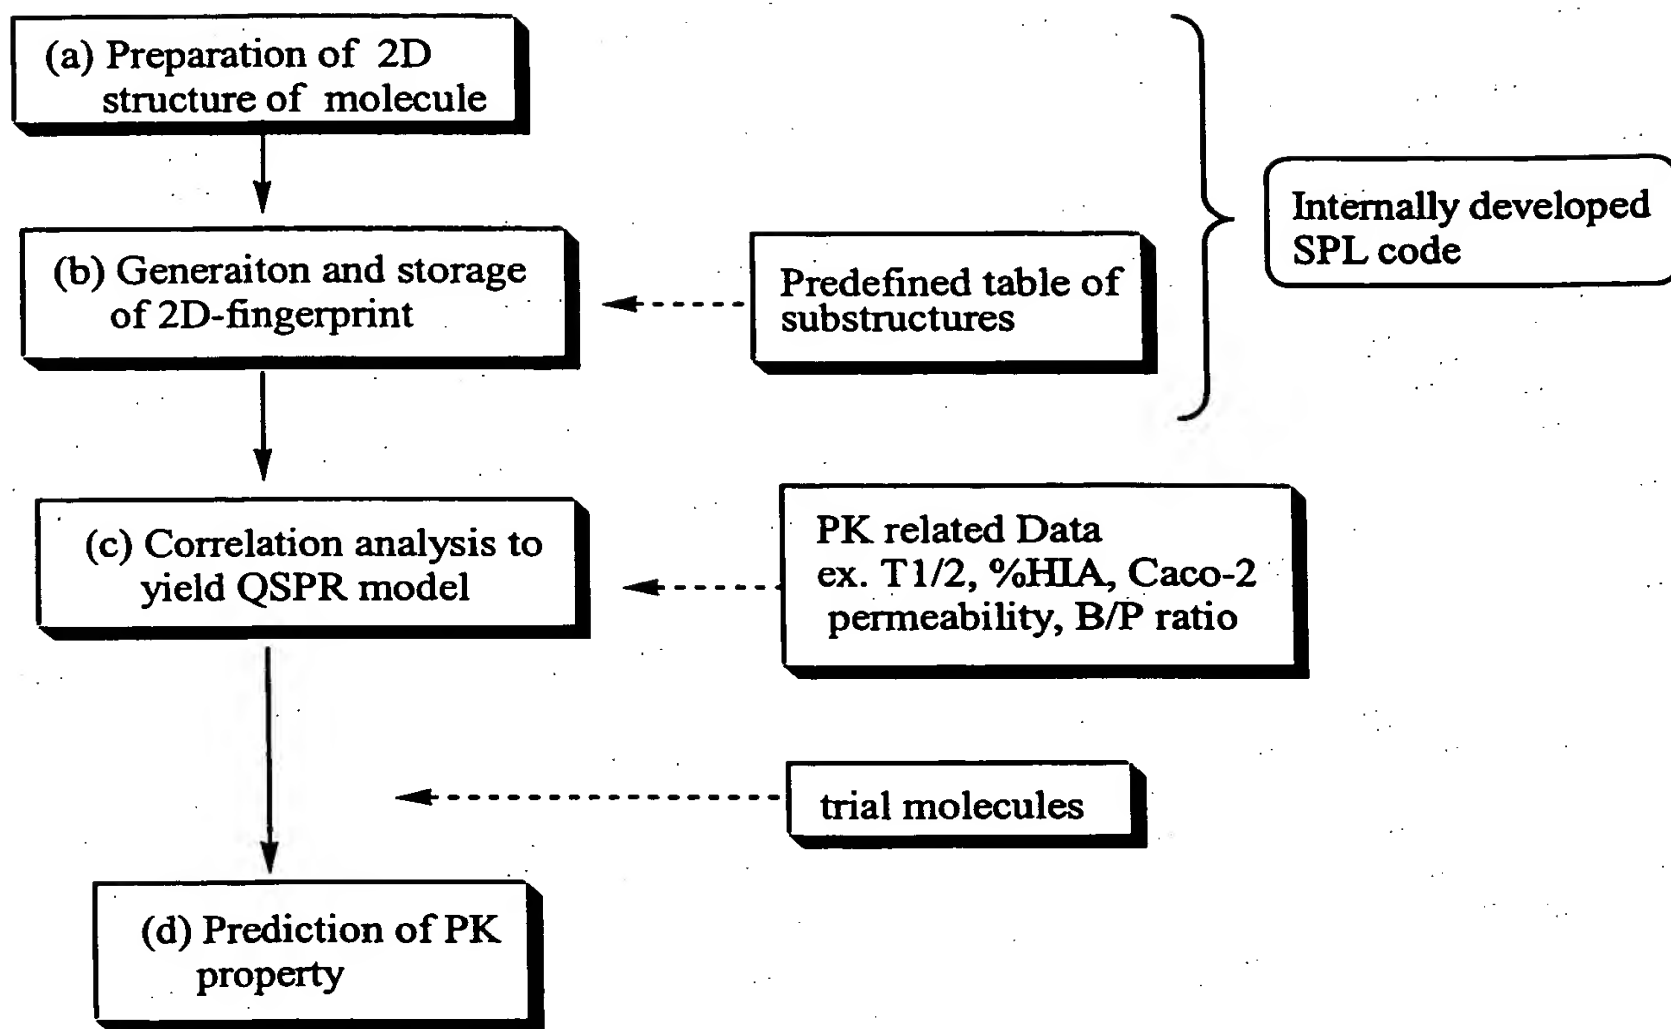 (a) Preparation of 2D
structure of molecule
(b) Generaiton and storage
of 2D-fingerprint
Predefined table of
substructures
Internally developed
SPL code
(c) Correlation analysis to
yield QSPR model
PK related Data
ex. T1/2, %HIA, Caco-2
permeability, B/P ratio
trial molecules
(d) Prediction of PK
property